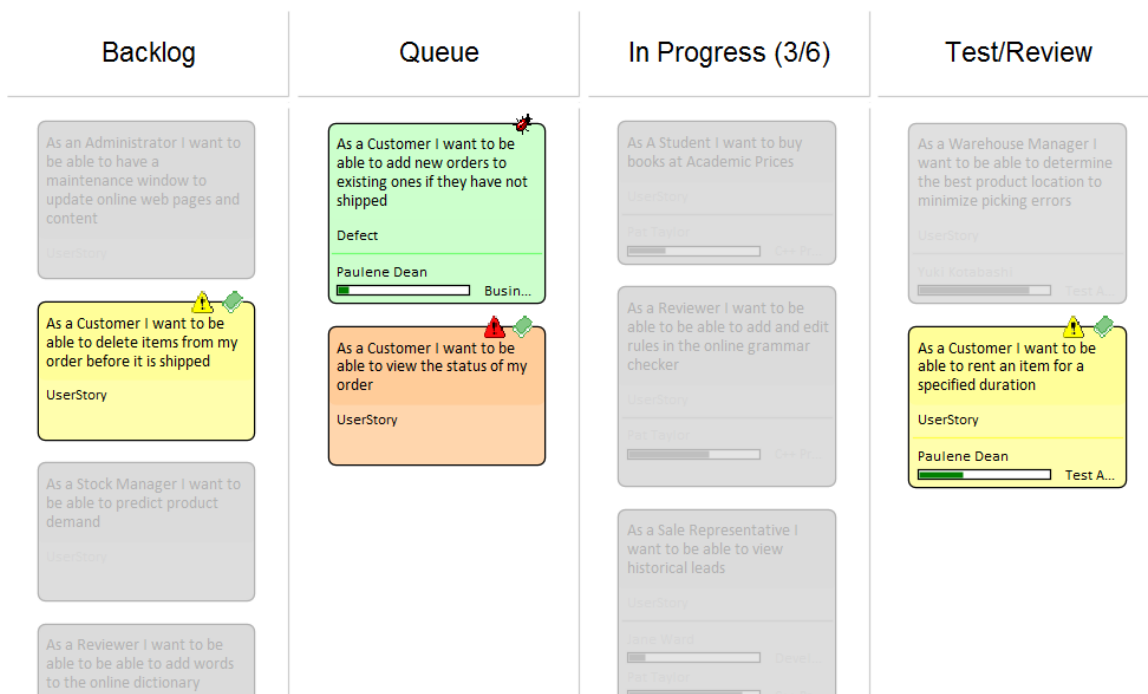 Backlog
Queue
In Progress (3/6)
Test/Review
As an Administrator I want to
be able to have a
maintenance window to
update online web pages and
content
UserStory
As a Customer I want to be
able to delete items from my
order before it is shipped
UserStory
As a Stock Manager I want to
be able to predict product
demand
UserStory
As a Reviewer I want to be
able to be able to add words
to the online dictionary
As a Customer I want to be
able to add new orders to
existing ones if they have not
shipped
Defect
Paulene Dean
Busin...
As a Customer I want to be
able to view the status of my
order
UserStory
As A Student I want to buy
books at Academic Prices
UserStory
Pat Taylor
C++ Pr...
As a Reviewer I want to be
able to be able to add and edit
rules in the online grammar
checker
UserStory
Pat Taylor
C++ Pr...
As a Sale Representative I
want to be able to view
historical leads
UserStory
Jane Ward
Devel...
Pat Taylor
As a Warehouse Manager I
want to be able to determine
the best product location to
minimize picking errors
UserStory
Yuki Kotabashi
Test A...
As a Customer I want to be
able to rent an item for a
specified duration
UserStory
Paulene Dean
Test A...